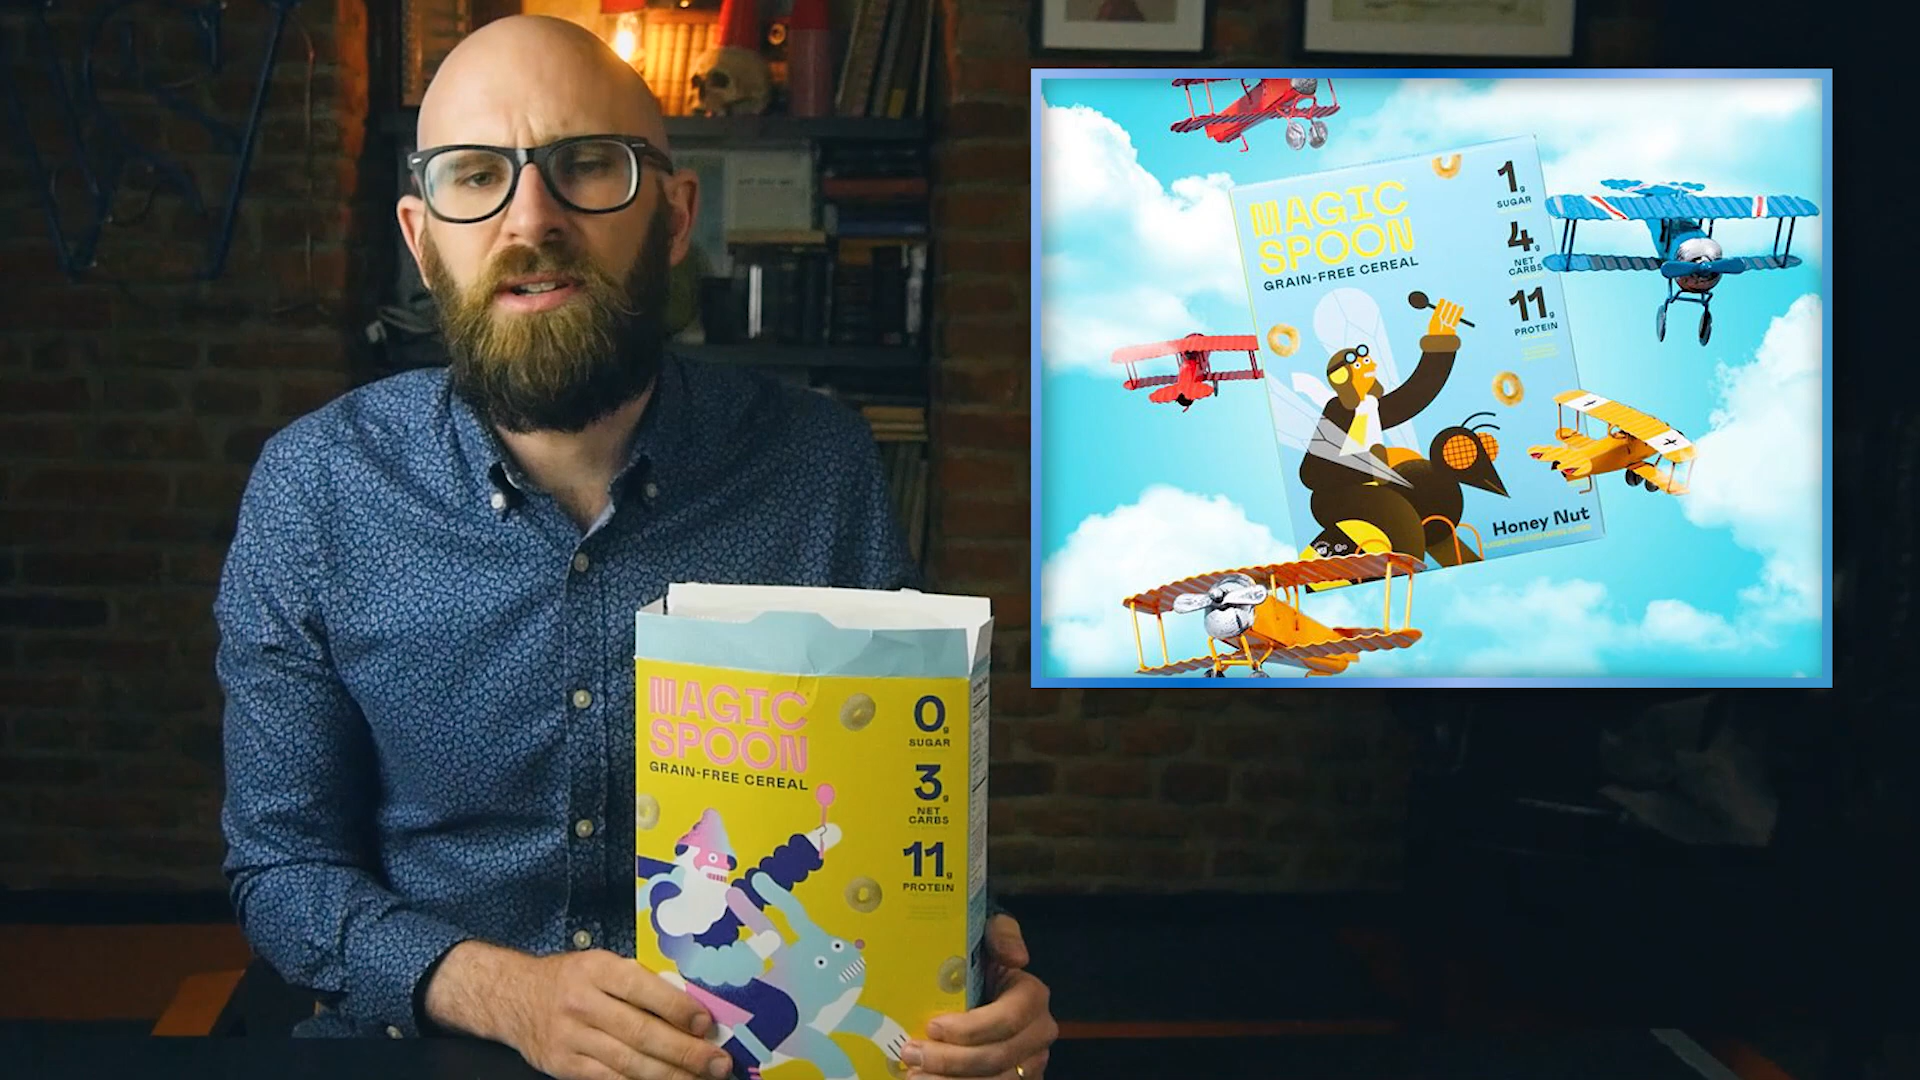 MAGIC
SPOON
GRAIN-FREE CEREAL
0g
SUGAR
3g
NET
CARBS
11g
PROTEIN
MAGIC
SPOON
GRAIN-FREE CEREAL
1g
SUGAR
4g
NET
CARBS
11g
PROTEIN
Honey Nut